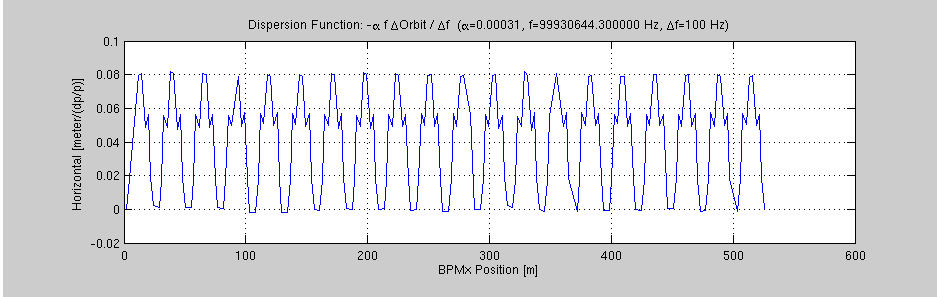 Dispersion Function: -α f ΔOrbit / Δf (α=0.00031, f=99930644.300000 Hz, Δf=100 Hz)
0.1
0.08
0.06
0.04
0.02
0
-0.02
Horizontal [meter/(dp/p)]
0 100 200 300 400 500 600
BPMx Position [m]